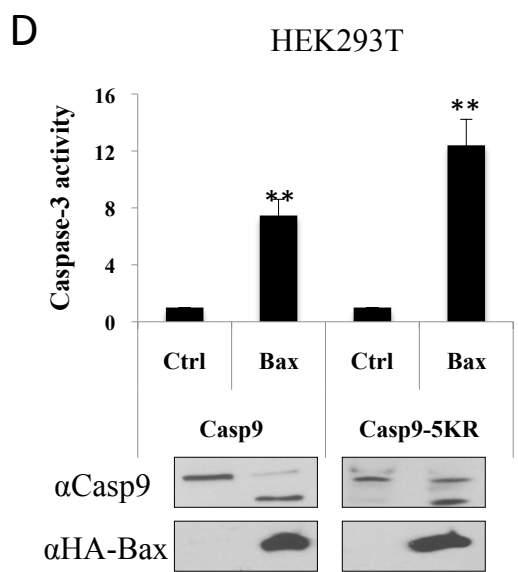 D
HEK293T
Caspase-3 activity
16
12
8
4
0
**
**
Ctrl Bax Ctrl Bax
Casp9 Casp9-5KR
αCasp9
αHA-Bax